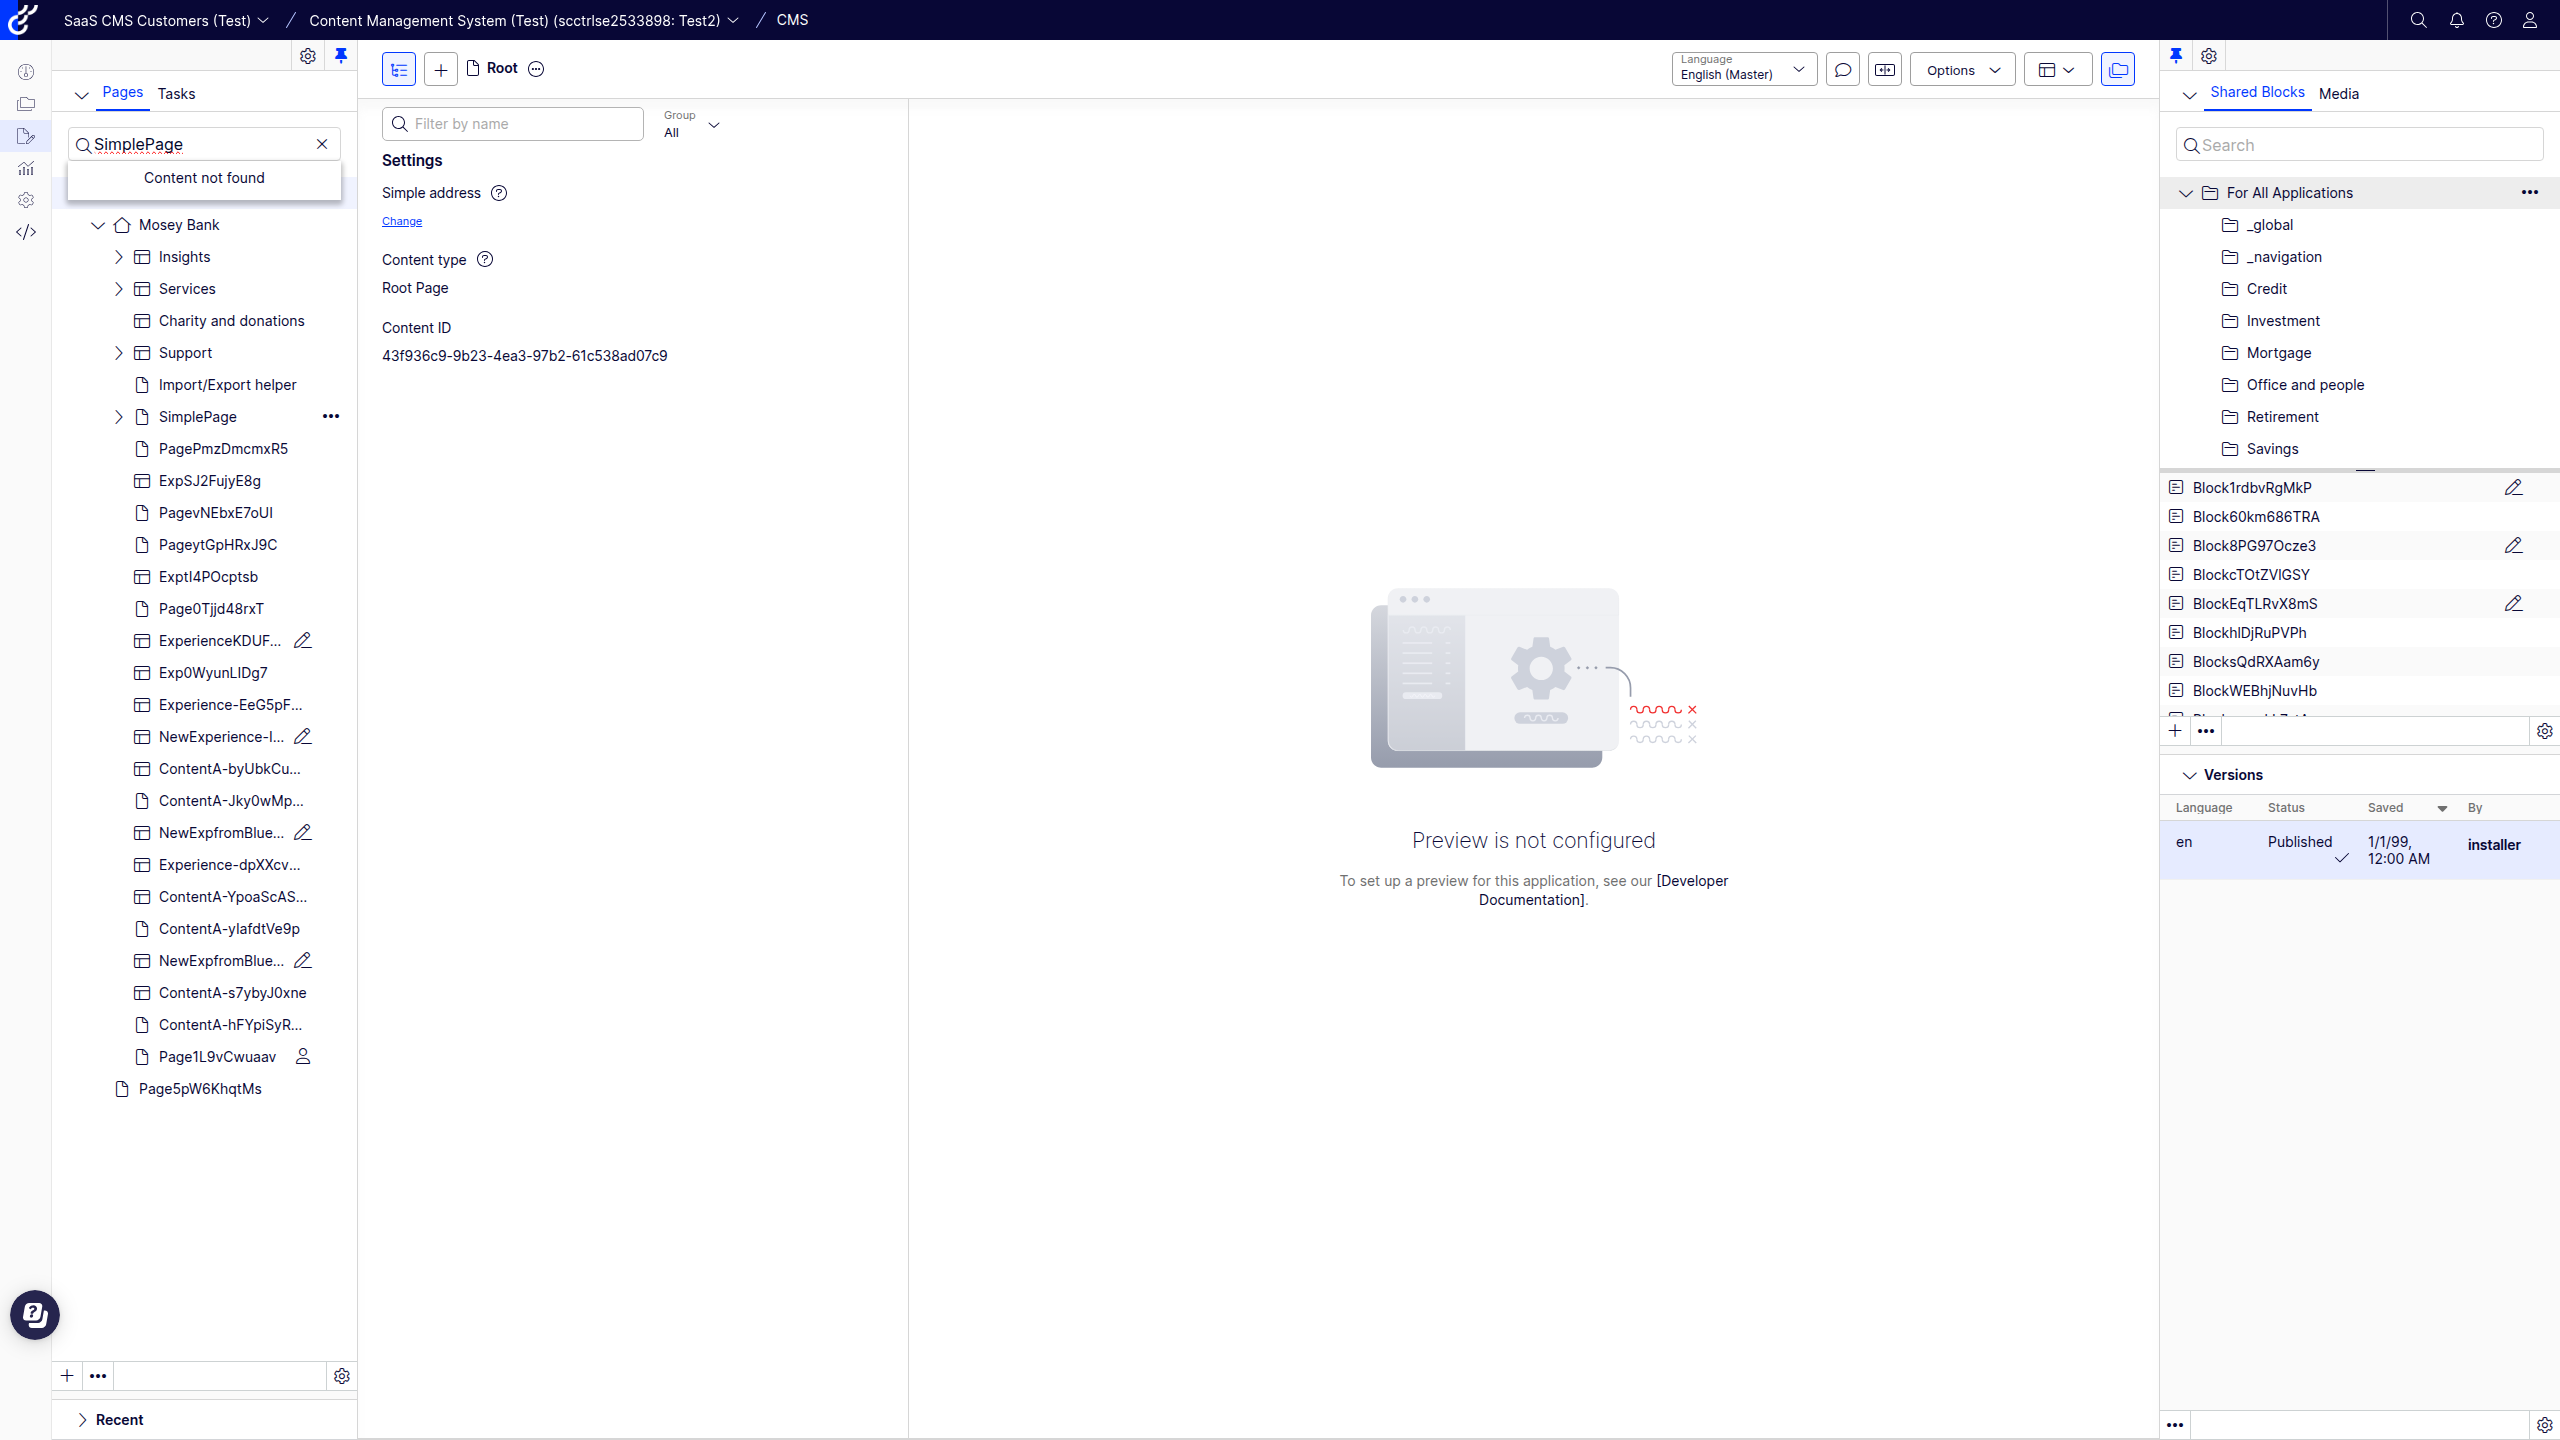 SaaS CMS Customers (Test) / Content Management System (Test) (scctrlse2533898: Test2) / CMS
Pages Tasks
SimplePage
Content not found
Mosey Bank
Insights
Services
Charity and donations
Support
Import/Export helper
SimplePage
PagePmzDmcmxR5
ExpSJ2FujyE8g
PagevNEbxE7oUI
PageytGpHRxJ9C
ExptI4POcptsb
Page0Tjjd48rxT
ExperienceKDUF...
Exp0WyunLIDg7
Experience-EeG5pF...
NewExperience-I...
ContentA-byUbkCu...
ContentA-Jky0wMp...
NewExpfromBlue...
Experience-dpXXcv...
ContentA-YpoaScAS...
ContentA-ylafdtVe9p
NewExpfromBlue...
ContentA-s7ybyJ0xne
ContentA-hFYpiSyR...
Page1L9vCwuaav
Page5pW6KhqtMs
Recent
Root
Language
English (Master)
Options
Filter by name
Group
All
Settings
Simple address
Change
Content type
Root Page
Content ID
43f936c9-9b23-4ea3-97b2-61c538ad07c9
Preview is not configured
To set up a preview for this application, see our [Developer
Documentation].
Shared Blocks Media
Search
For All Applications
_global
_navigation
Credit
Investment
Mortgage
Office and people
Retirement
Savings
Block1rdbvRgMkP
Block60km686TRA
Block8PG97Ocze3
BlockcTOtZVlGSY
BlockEqTLRvX8mS
BlockhlDjRuPVPh
BlocksQdRXAam6y
BlockWEBhjNuvHb
Versions
Language Status Saved By
en Published 1/1/99, installer
12:00 AM